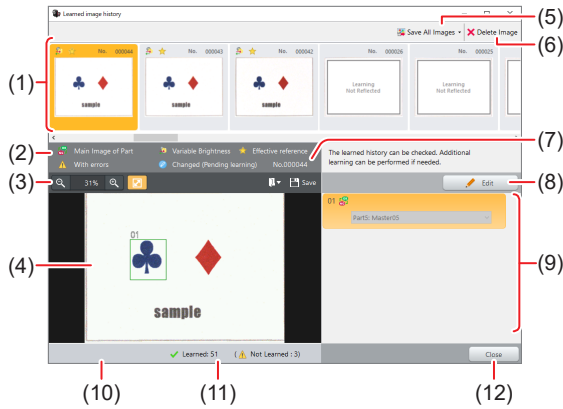 Learned image history
(5)
Save All Images
Delete Image
(6)
(1)
No. 000044
No. 000043
No. 000042
No. 000026
No. 000025
sample
sample
sample
Learning
Not Reflected
Learning
Not Reflected
(7)
(2)
Main Image of Part
Variable Brightness
Effective reference
With errors
Changed (Pending learning)
No.000044
The learned history can be checked. Additional
learning can be performed if needed.
(3)
31%
Save
Edit
(8)
01
Part5: Master05
01
(4)
sample
(9)
Learned: 51
( Not Learned : 3)
Close
(10)
(11)
(12)